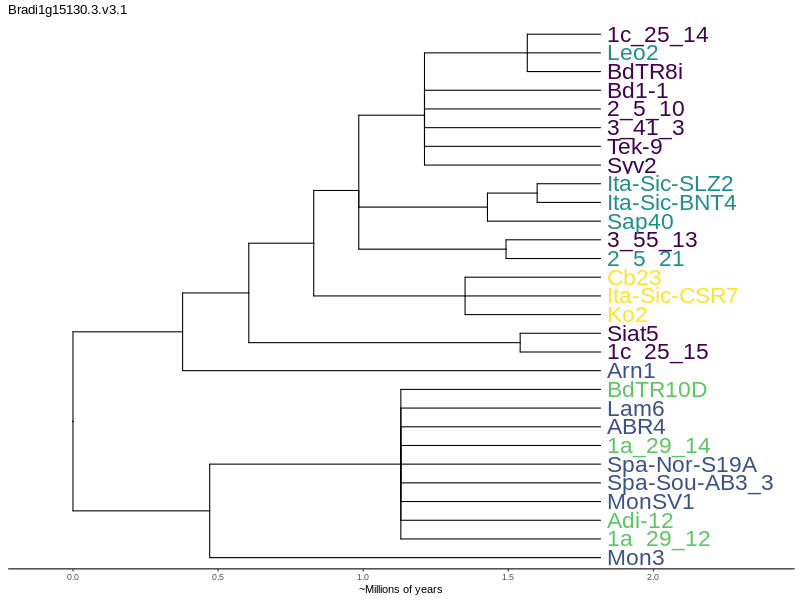 Bradi1g15130.3.v3.1
1c_25_14
Leo2
BdTR8i
Bd1-1
2_5_10
3_41_3
Tek-9
Svv2
Ita-Sic-SLZ2
Ita-Sic-BNT4
Sap40
3_55_13
2_5_21
Cb23
Ita-Sic-CSR7
Ko2
Siat5
1c_25_15
Arn1
BdTR10D
Lam6
ABR4
1a_29_14
Spa-Nor-S19A
Spa-Sou-AB3_3
MonSV1
Adi-12
1a_29_12
Mon3
0.0 0.5 1.0 1.5 2.0
~Millions of years